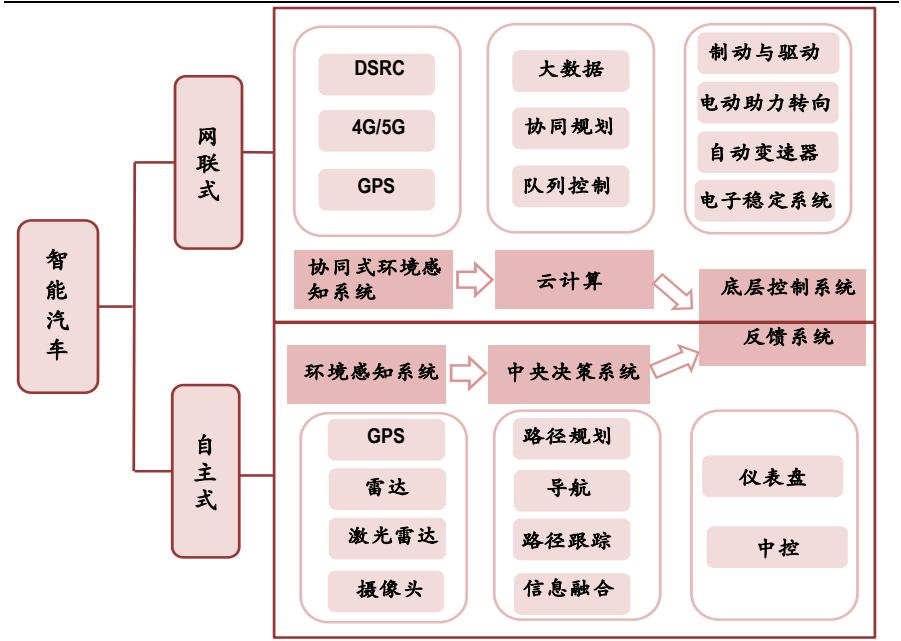 智能汽车
网联式
DSRC
4G/5G
GPS
大数据
协同规划
队列控制
制动与驱动
电动助力转向
自动变速器
电子稳定系统
协同式环境感
知系统
云计算
底层控制系统
反馈系统
环境感知系统
中央决策系统
自主式
GPS
雷达
激光雷达
摄像头
路径规划
导航
路径跟踪
信息融合
仪表盘
中控